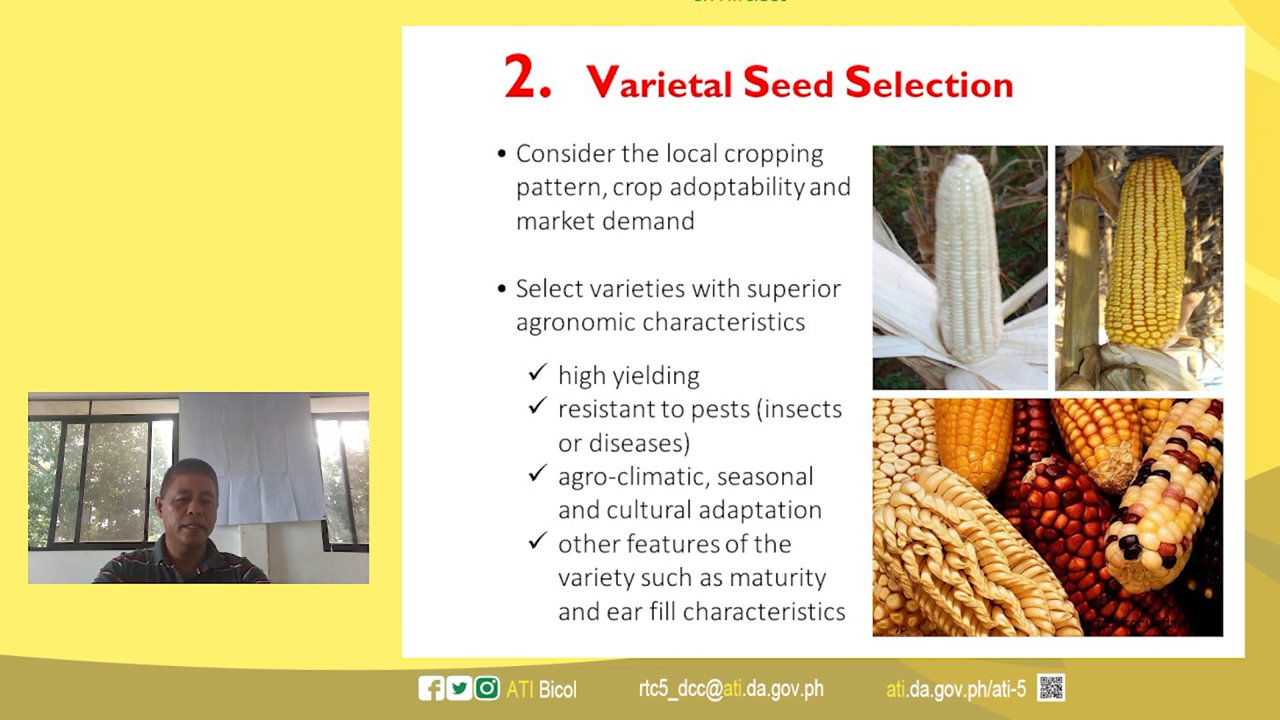 2. Varietal Seed Selection
• Consider the local cropping
pattern, crop adoptability and
market demand
• Select varieties with superior
agronomic characteristics
✓ high yielding
✓ resistant to pests (insects
or diseases)
✓ agro-climatic, seasonal
and cultural adaptation
✓ other features of the
variety such as maturity
and ear fill characteristics
ATI Bicol
rtc5_dcc@ati.da.gov.ph
ati.da.gov.ph/ati-5